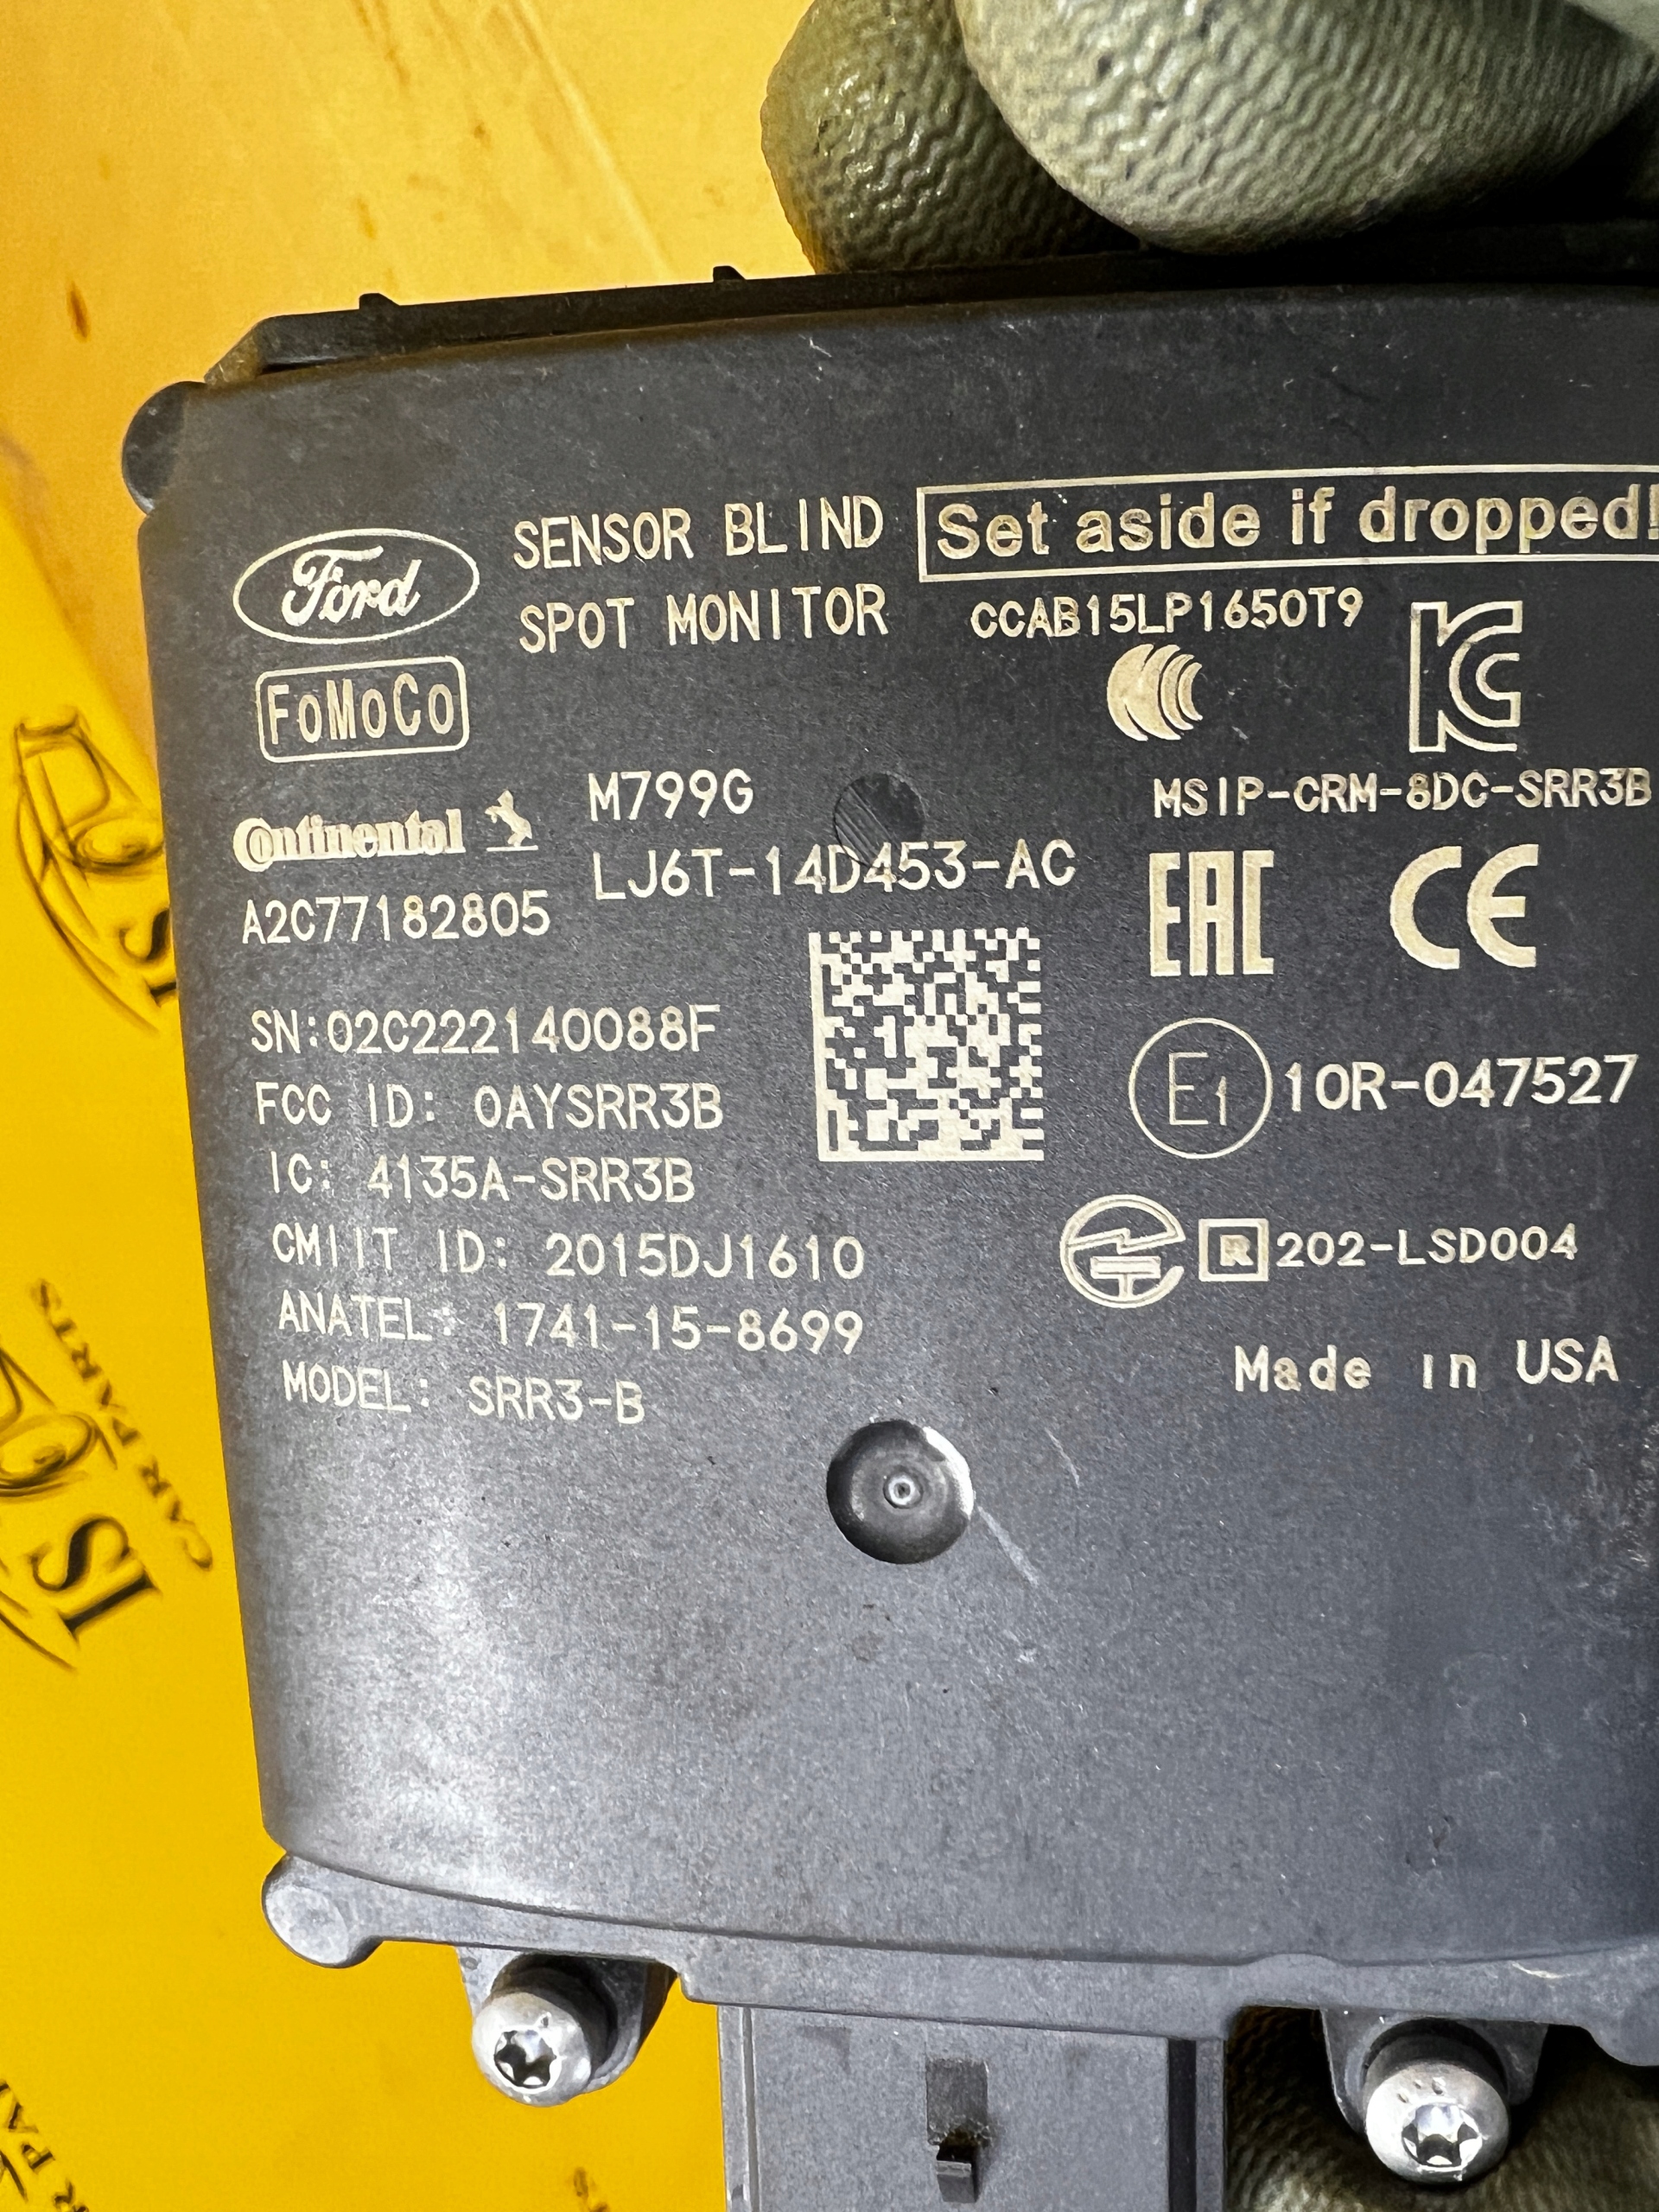 SENSOR BLIND
SPOT MONITOR
Set aside if dropped!
Ford
FoMoCo
CCAB15LP1650T9
Continental
A2C77182805
M799G
LJ6T-14D453-AC
MSIP-CRM-8DC-SRR3B
EAC
CE
SN:02C222140088F
FCC ID: OAYSRR3B
IC: 4135A-SRR3B
CMIIT ID: 2015DJ1610
ANATEL: 1741-15-8699
MODEL: SRR3-B
E1 10R-047527
R 202-LSD004
Made in USA
CAR PARTS